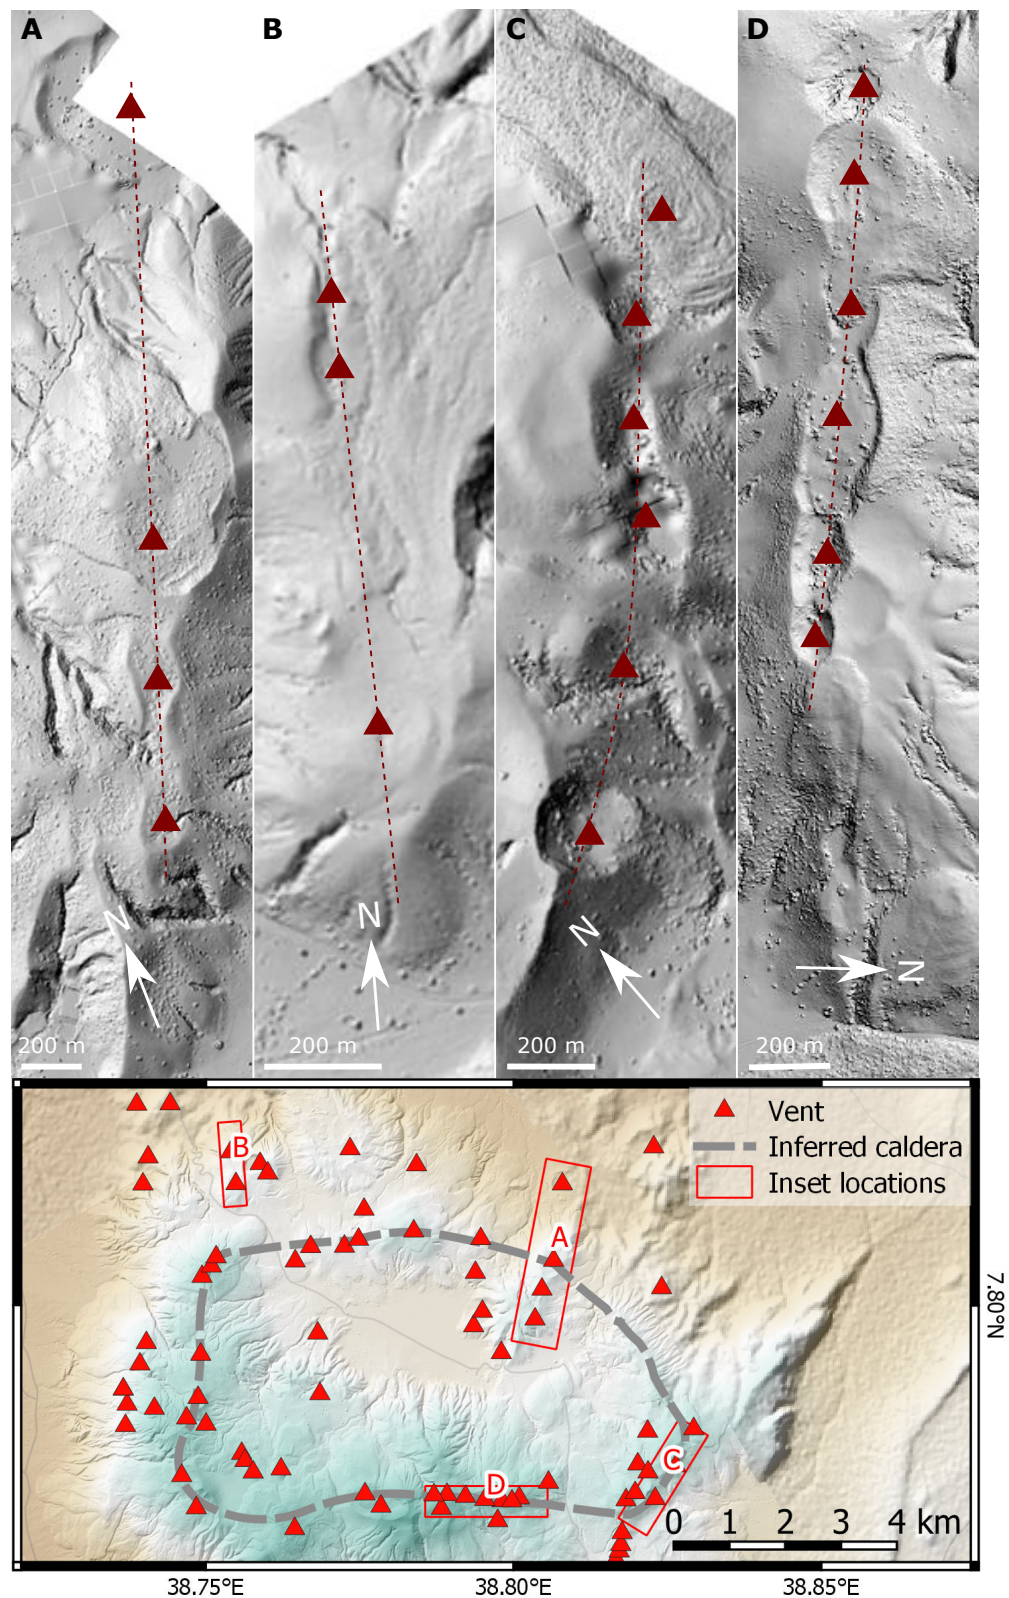 A
B
C
D
N
N
N
N
200 m
200 m
200 m
200 m
Vent
Inferred caldera
Inset locations
B
A
C
D
0 1 2 3 4 km
7.80°N
38.75°E
38.80°E
38.85°E